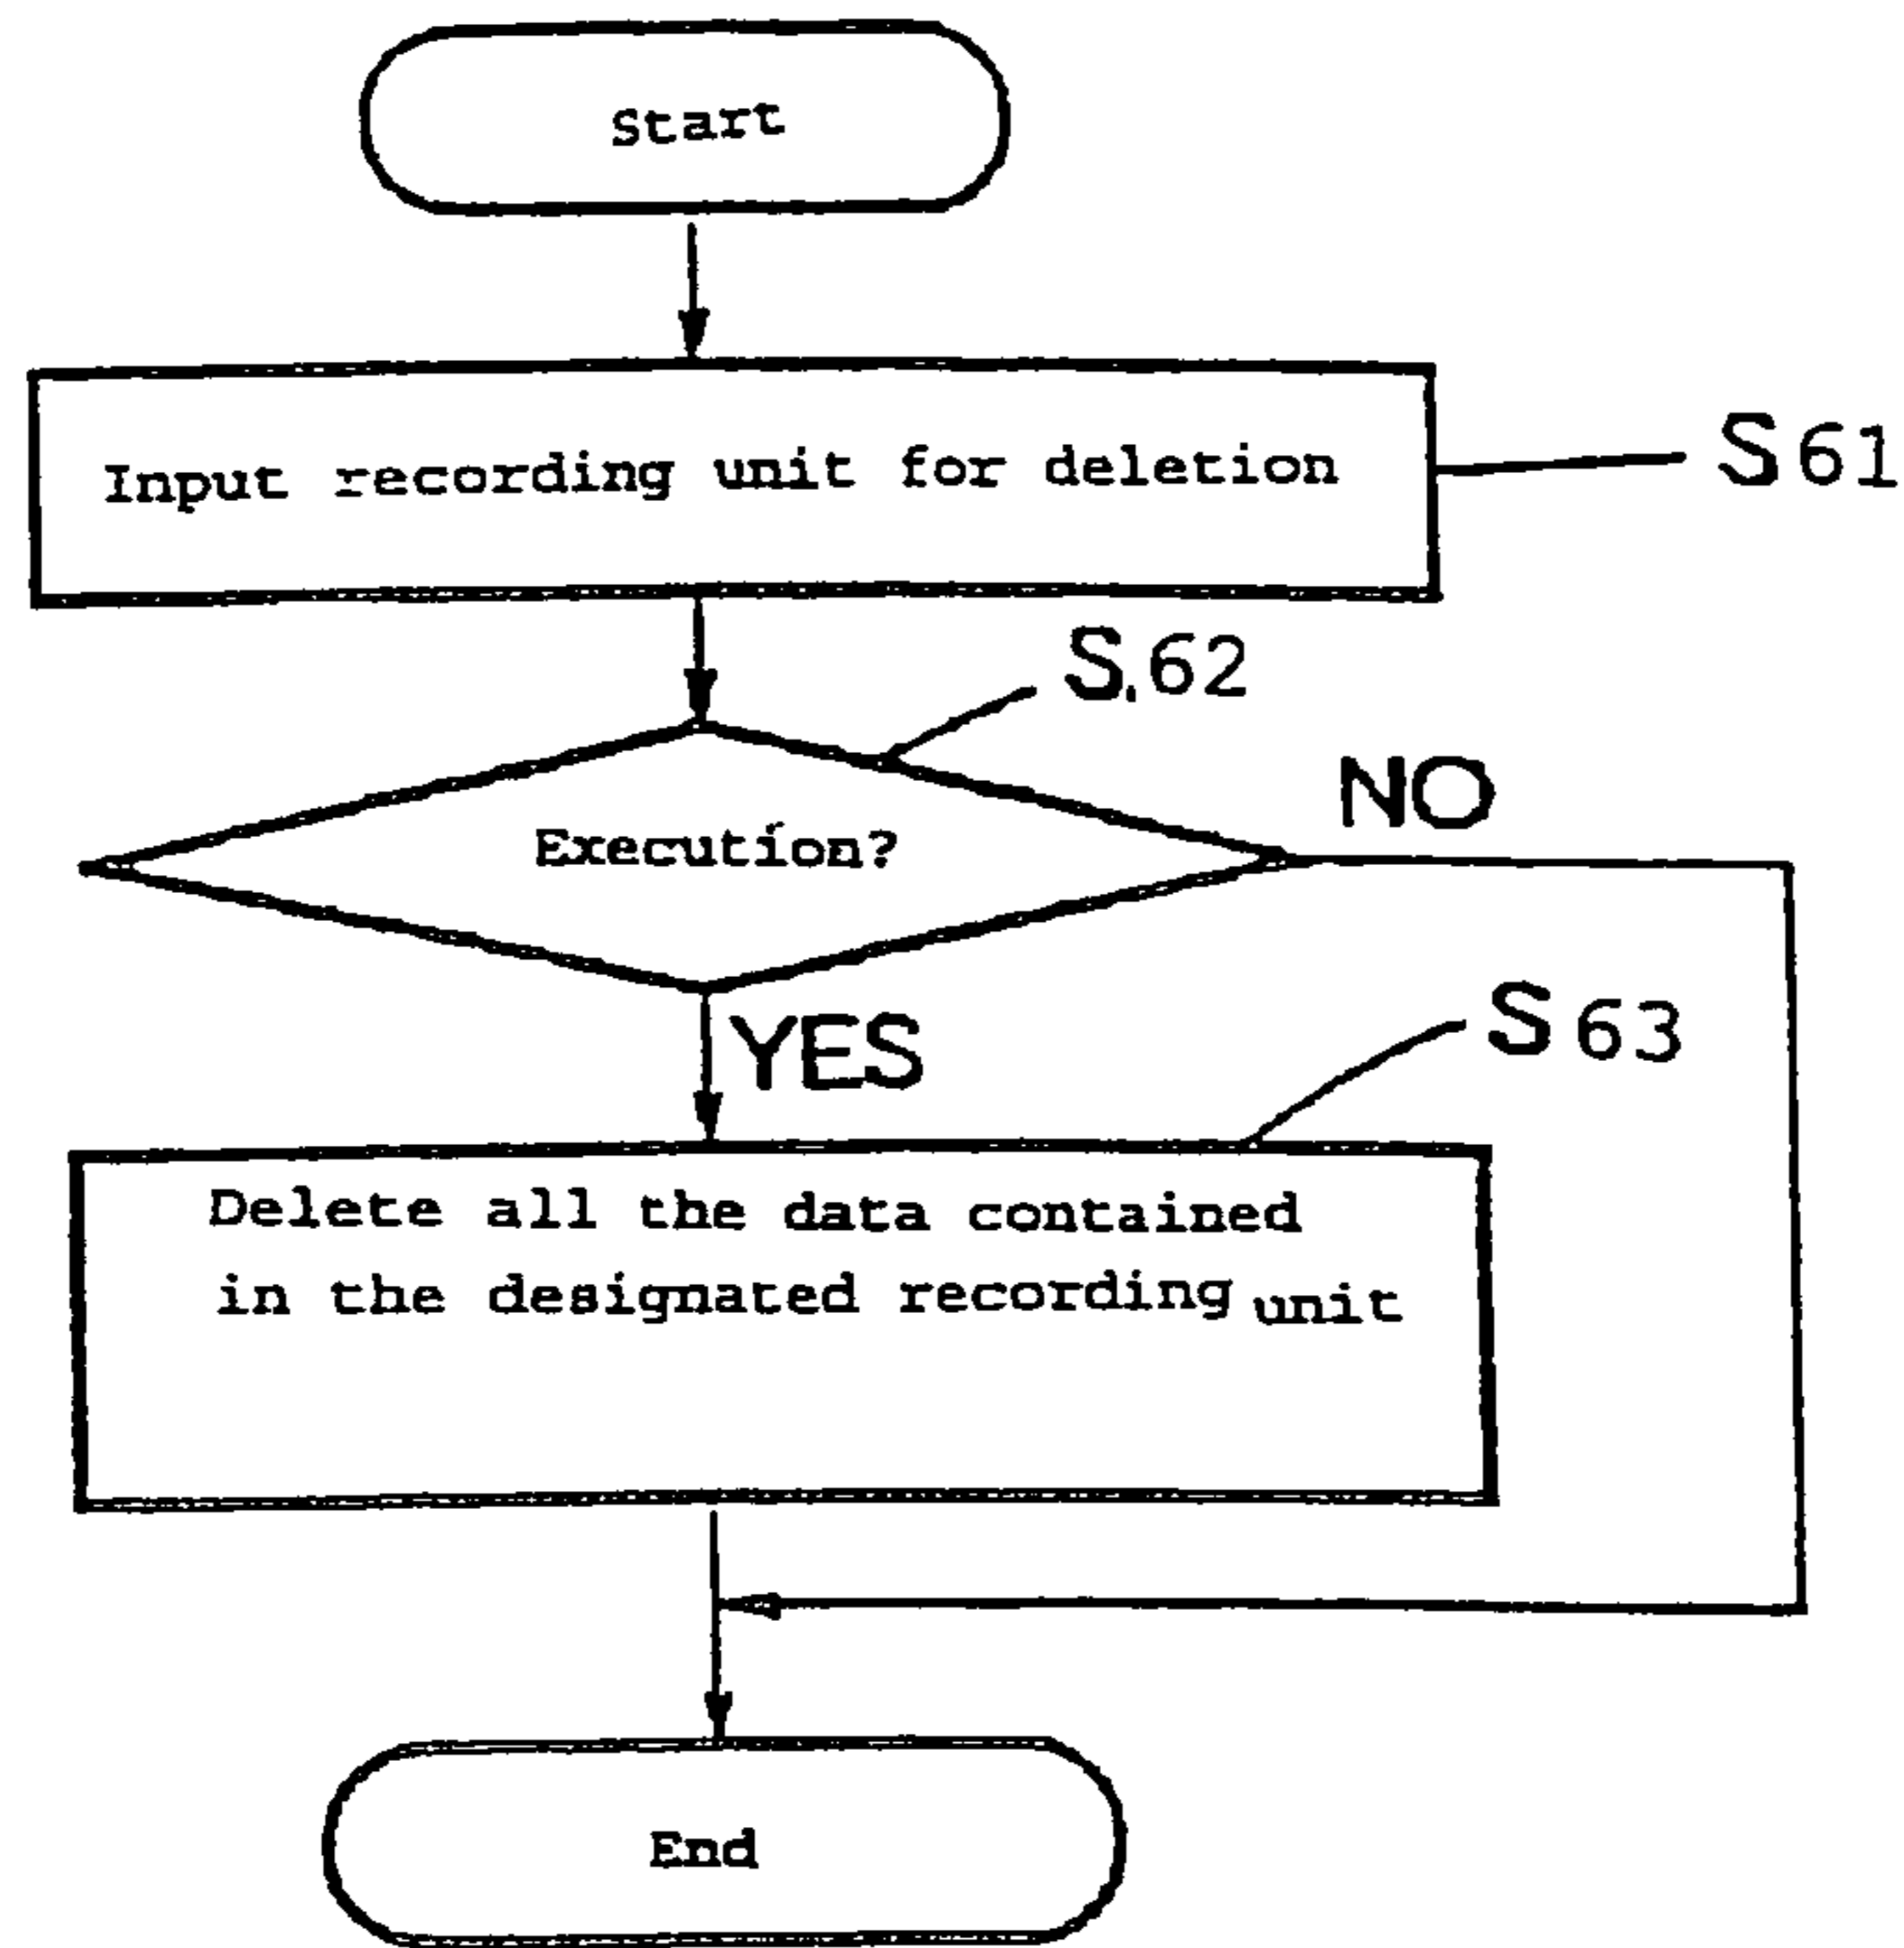 Start
Input recording unit for deletion
S61
S.62
Execution?
NO
YES
S63
Delete all the data contained
in the designated recording unit
End